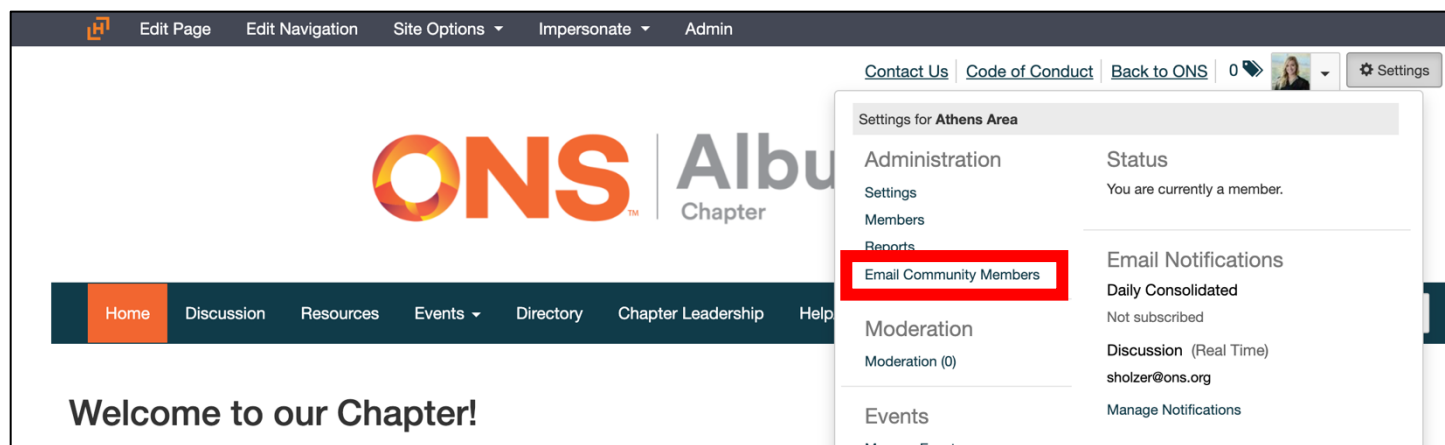 Edit Page Edit Navigation Site Options Impersonate Admin
Contact Us Code of Conduct Back to ONS 0 Settings
Settings for Athens Area
Administration
Settings
Members
Reports
Email Community Members
Moderation
Moderation (0)
Events
Status
You are currently a member.
Email Notifications
Daily Consolidated
Not subscribed
Discussion (Real Time)
sholzer@ons.org
Manage Notifications
ONS™ Albu
Chapter
Home Discussion Resources Events Directory Chapter Leadership Help
Welcome to our Chapter!